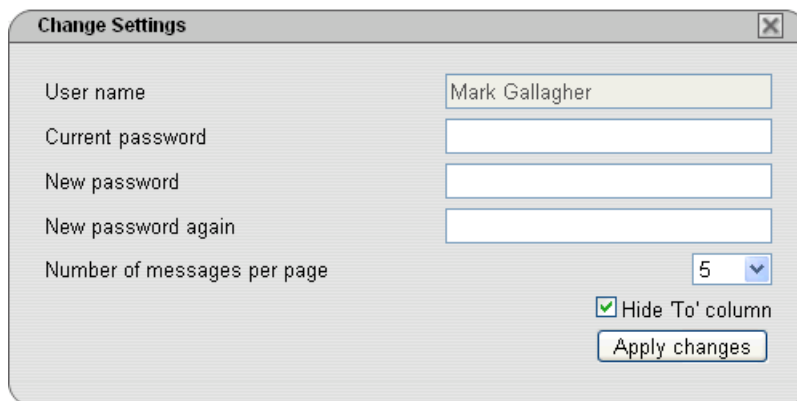 Change Settings
User name Mark Gallagher
Current password
New password
New password again
Number of messages per page 5
Hide 'To' column
Apply changes